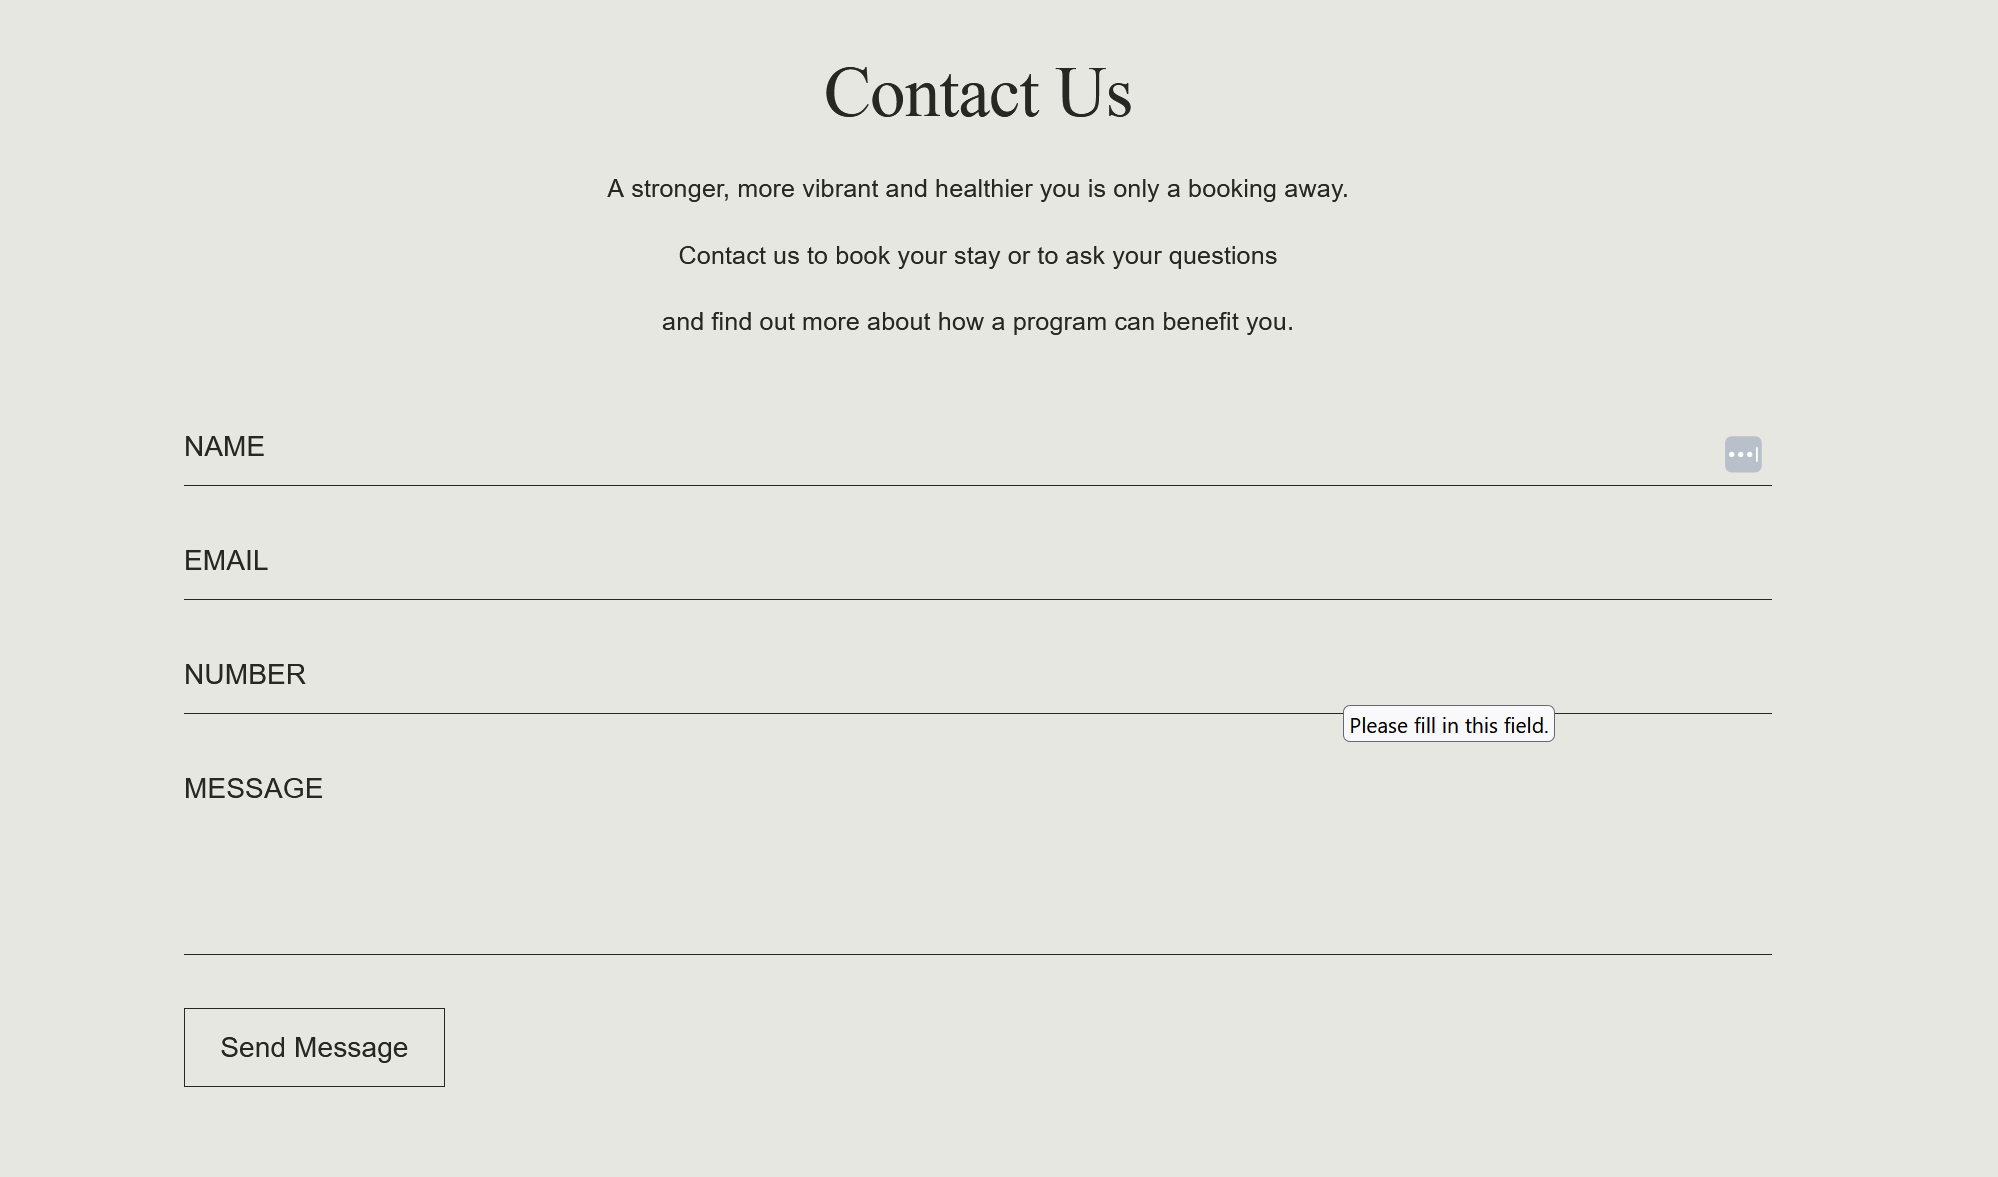 Contact Us
A stronger, more vibrant and healthier you is only a booking away.
Contact us to book your stay or to ask your questions
and find out more about how a program can benefit you.
NAME
EMAIL
NUMBER
Please fill in this field.
MESSAGE
Send Message